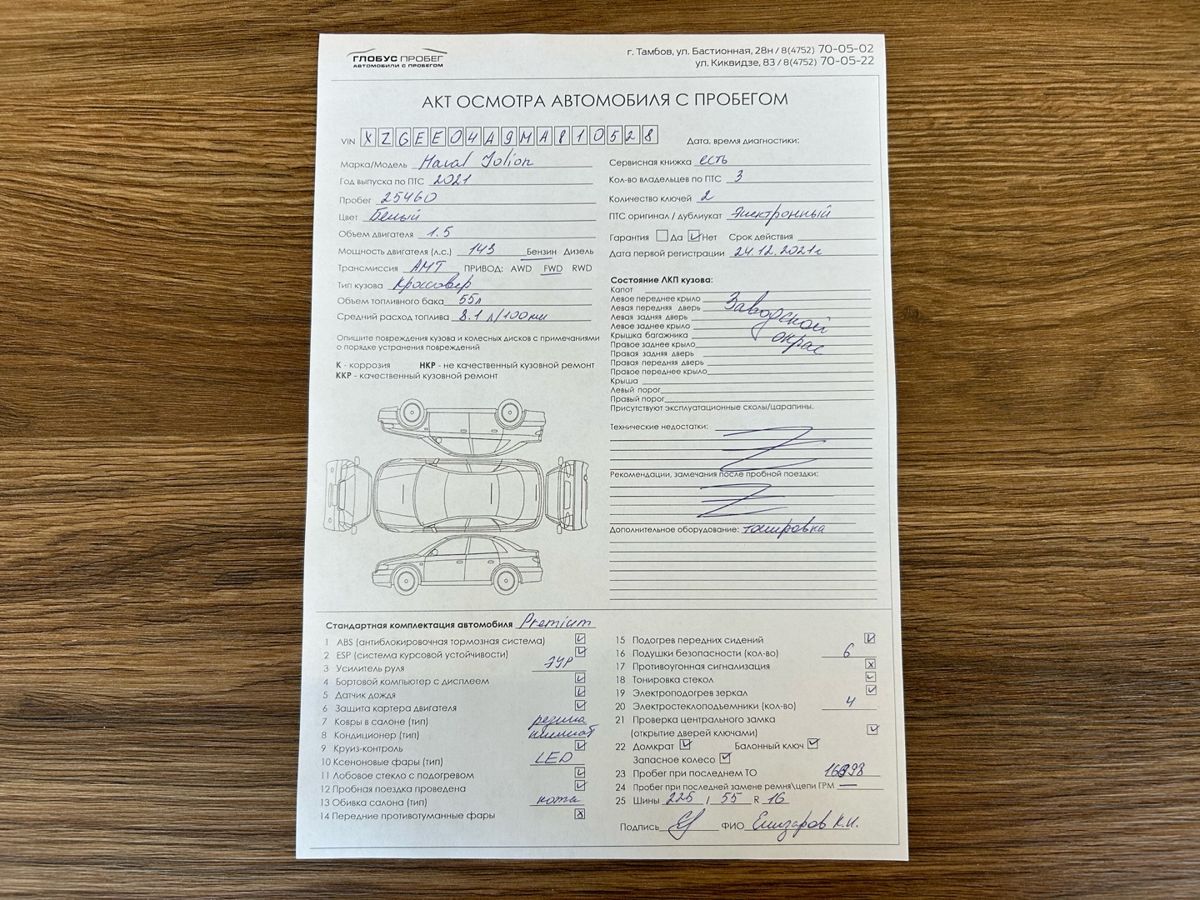 ГЛОБУС ПРОБЕГ
АВТОМОБИЛИ С ПРОБЕГОМ
г. Тамбов, ул. Бастионная, 28н / 8(4752) 70-05-02
ул. Киквидзе, 83 / 8(4752) 70-05-22
АКТ ОСМОТРА АВТОМОБИЛЯ С ПРОБЕГОМ
VIN XZGEE04A9MA810528
Дата, время диагностики:
Марка/Модель Haval Jolion
Год выпуска по ПТС 2021
Пробег 25460
Цвет Белый
Объем двигателя 1.5
Мощность двигателя (л.с.) 143 Бензин Дизель
Трансмиссия АМТ ПРИВОД: AWD FWD RWD
Тип кузова Кроссовер
Объем топливного бака 55л
Средний расход топлива 8.1 л/100км
Опишите повреждения кузова и колесных дисков с примечаниями
о порядке устранения повреждений
К - коррозия НКР - не качественный кузовной ремонт
ККР - качественный кузовной ремонт
Сервисная книжка есть
Кол-во владельцев по ПТС 3
Количество ключей 2
ПТС оригинал / дубликат Электронный
Гарантия Да Нет Срок действия
Дата первой регистрации 24.12.2021г
Состояние ЛКП кузова:
Капот
Левое переднее крыло
Левая передняя дверь
Левая задняя дверь
Левое заднее крыло
Крышка багажника
Правое заднее крыло
Правая задняя дверь
Правая передняя дверь
Правое переднее крыло
Крыша
Левый порог
Правый порог
Заводской
окрас
Присутствуют эксплуатационные сколы/царапины.
Технические недостатки:
Рекомендации, замечания после пробной поездки:
Дополнительное оборудование: тонировка
Стандартная комплектация автомобиля Premium
1 ABS (антиблокировочная тормозная система)
2 ESP (система курсовой устойчивости)
3 Усилитель руля ЭУР
4 Бортовой компьютер с дисплеем
5 Датчик дождя
6 Защита картера двигателя
7 Ковры в салоне (тип) резина
8 Кондиционер (тип) климат
9 Круиз-контроль
10 Ксеноновые фары (тип) LED
11 Лобовое стекло с подогревом
12 Пробная поездка проведена
13 Обивка салона (тип) кожа
14 Передние противотуманные фары
15 Подогрев передних сидений
16 Подушки безопасности (кол-во) 6
17 Противоугонная сигнализация
18 Тонировка стекол
19 Электроподогрев зеркал
20 Электростеклоподъемники (кол-во) 4
21 Проверка центрального замка
(открытие дверей ключами)
22 Домкрат Балонный ключ
Запасное колесо
23 Пробег при последнем ТО
24 Пробег при последней замене ремня\цепи ГРМ —
25 Шины 225 / 55 R 16
Подпись ФИО К.И.